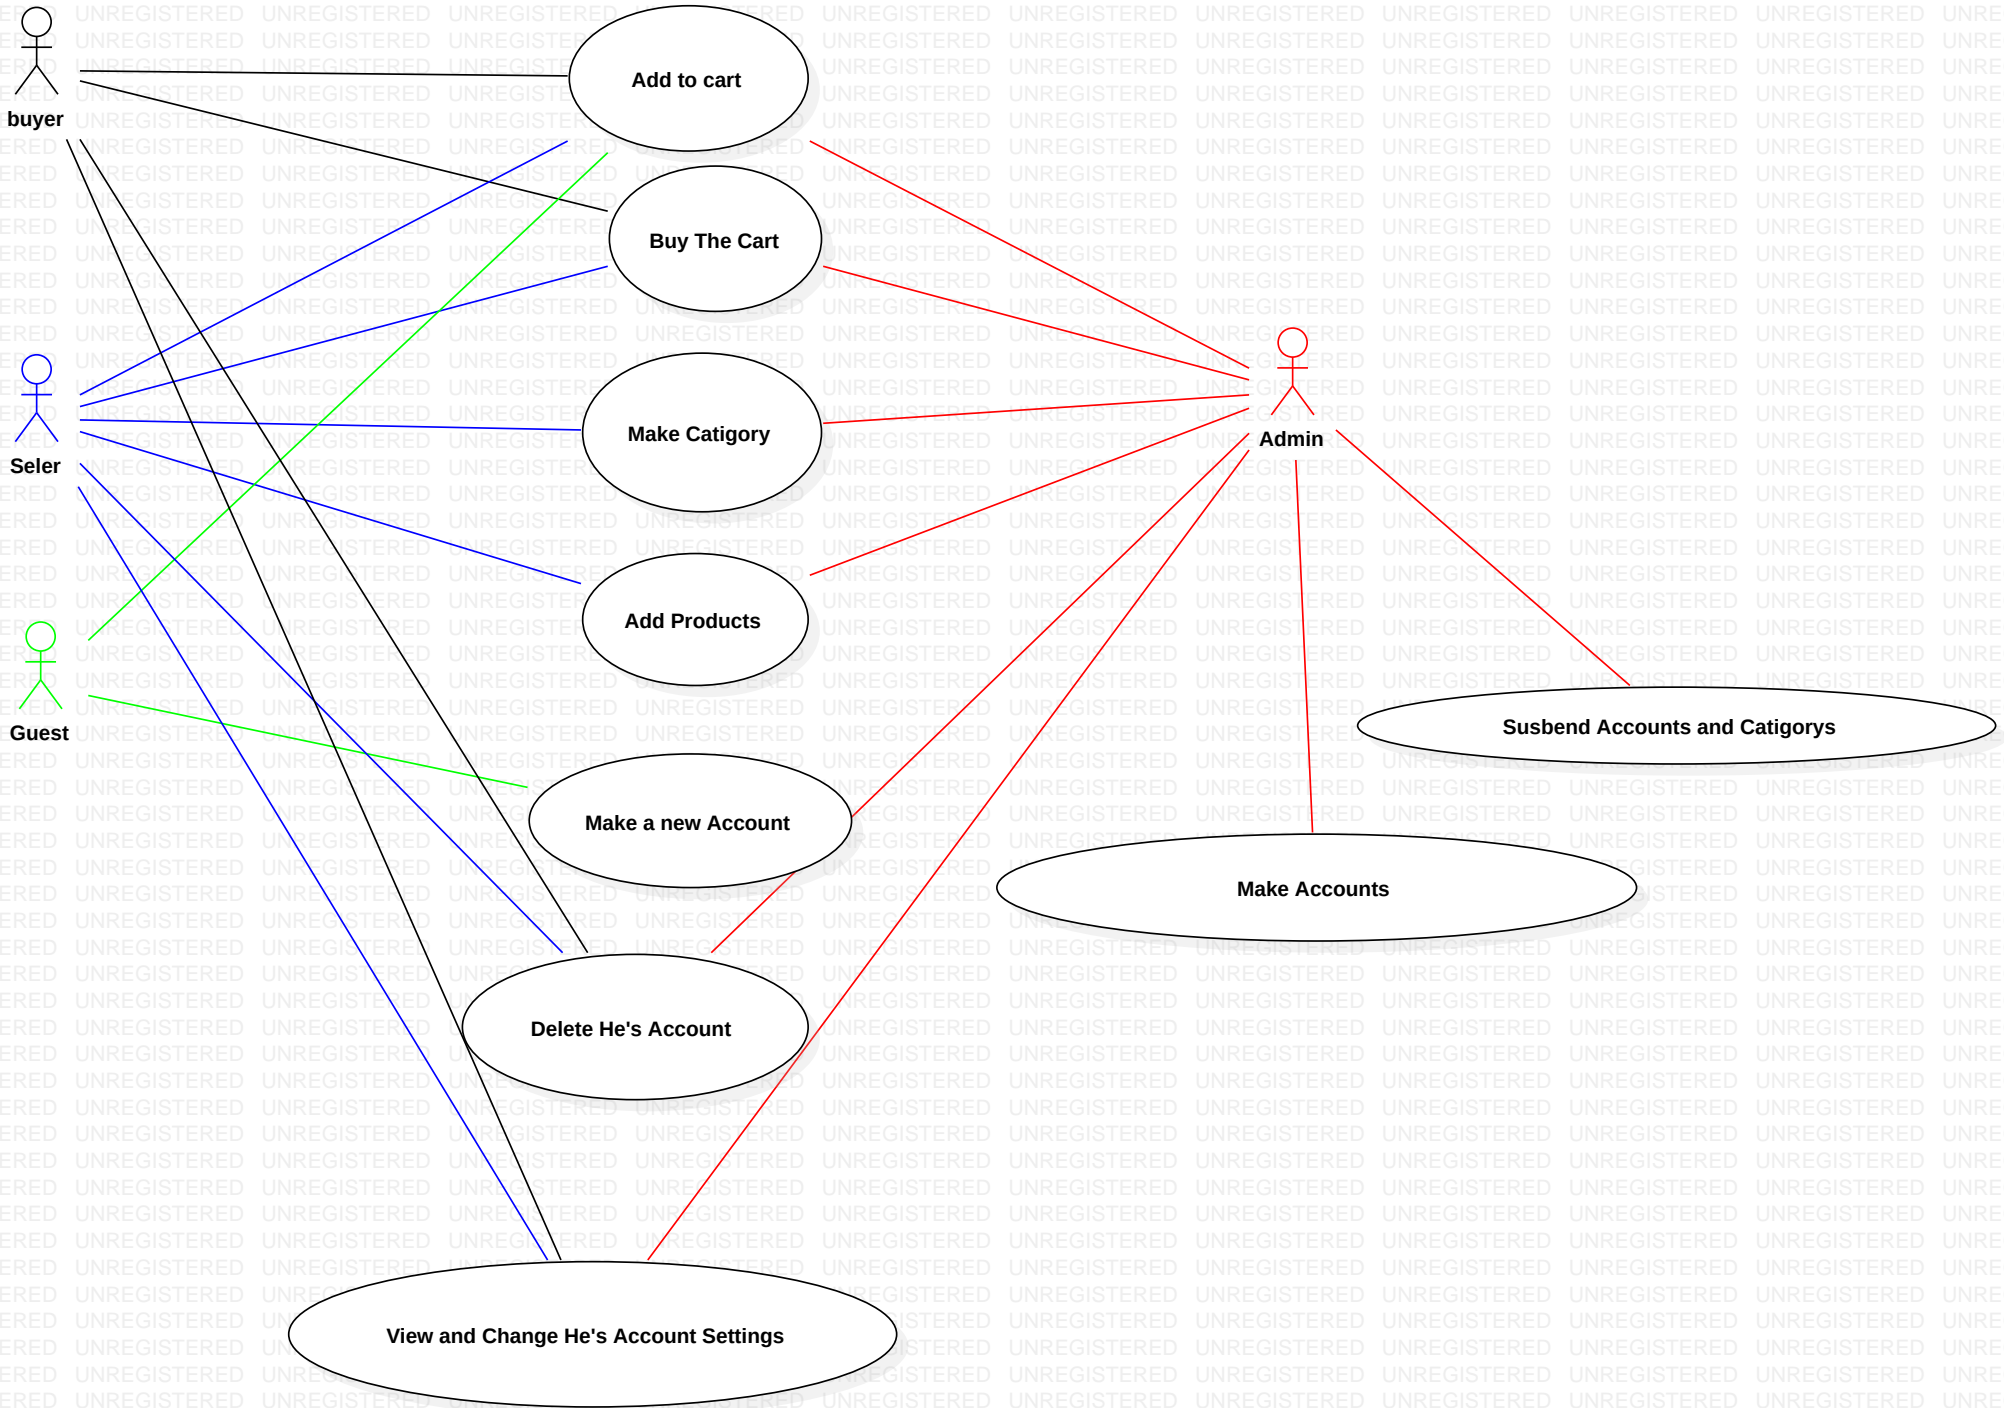 buyer
Add to cart
Buy The Cart
Seler
Make Catigory
Admin
Add Products
Guest
Susbend Accounts and Catigorys
Make a new Account
Make Accounts
Delete He's Account
View and Change He's Account Settings
UNREGISTERED